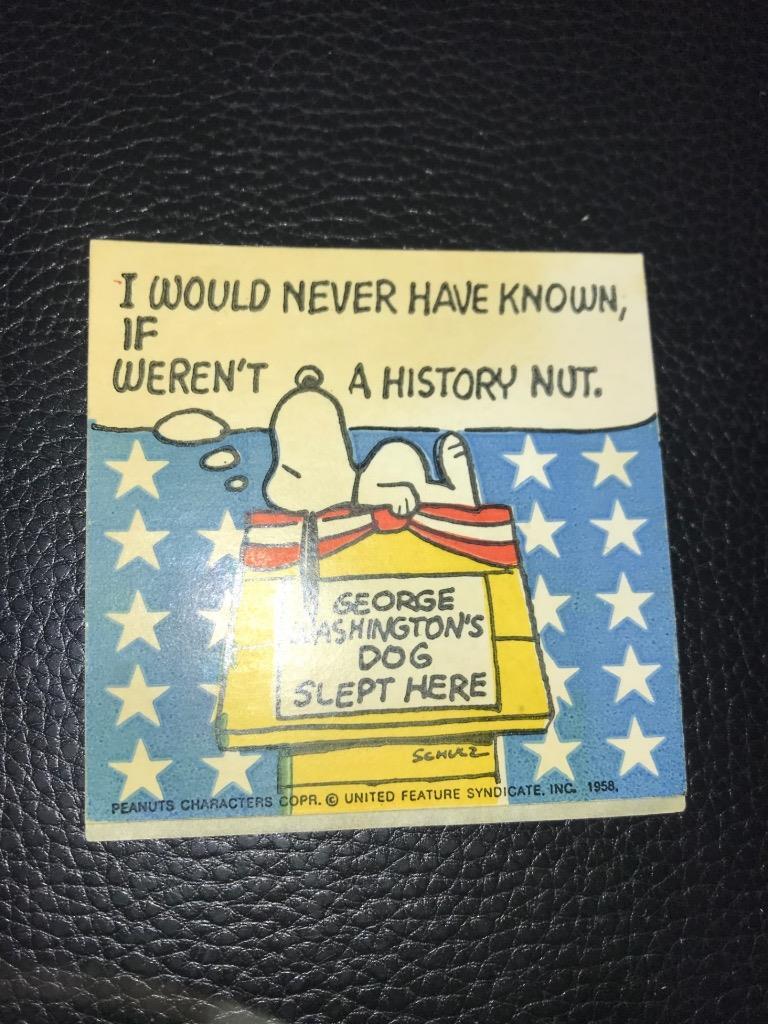 I WOULD NEVER HAVE KNOWN,
IF
WEREN'T A HISTORY NUT.
GEORGE
WASHINGTON'S
DOG
SLEPT HERE
SCHULZ
PEANUTS CHARACTERS COPR. © UNITED FEATURE SYNDICATE, INC. 1958.